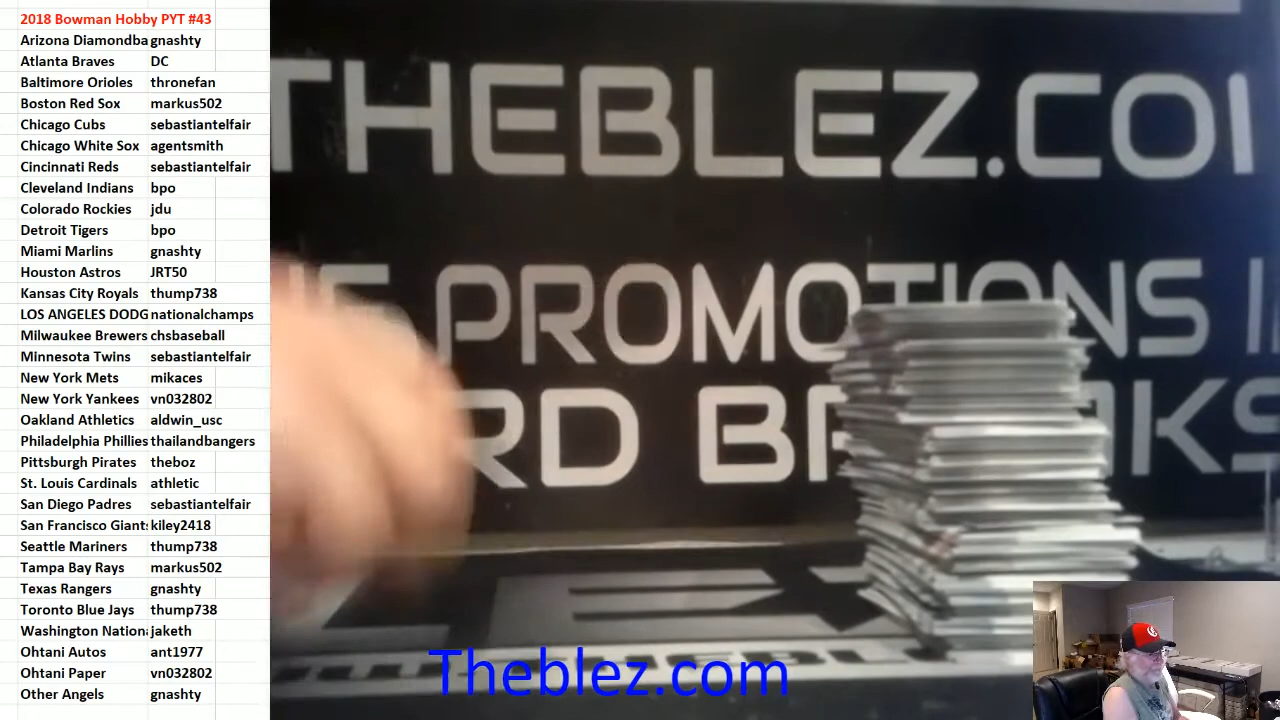 2018 Bowman Hobby PYT #43
Arizona Diamondba gnashty
Atlanta Braves DC
Baltimore Orioles thronefan
Boston Red Sox markus502
Chicago Cubs sebastiantelfair
Chicago White Sox agentsmith
Cincinnati Reds sebastiantelfair
Cleveland Indians bpo
Colorado Rockies jdu
Detroit Tigers bpo
Miami Marlins gnashty
Houston Astros JRT50
Kansas City Royals thump738
LOS ANGELES DODG nationalchamps
Milwaukee Brewers chsbaseball
Minnesota Twins sebastiantelfair
New York Mets mikaces
New York Yankees vn032802
Oakland Athletics aldwin_usc
Philadelphia Phillies thailandbangers
Pittsburgh Pirates theboz
St. Louis Cardinals athletic
San Diego Padres sebastiantelfair
San Francisco Giants kiley2418
Seattle Mariners thump738
Tampa Bay Rays markus502
Texas Rangers gnashty
Toronto Blue Jays thump738
Washington Nation jaketh
Ohtani Autos ant1977
Ohtani Paper vn032802
Other Angels gnashty
THEBLEZ.CO
PROMOTIONS
Theblez.com